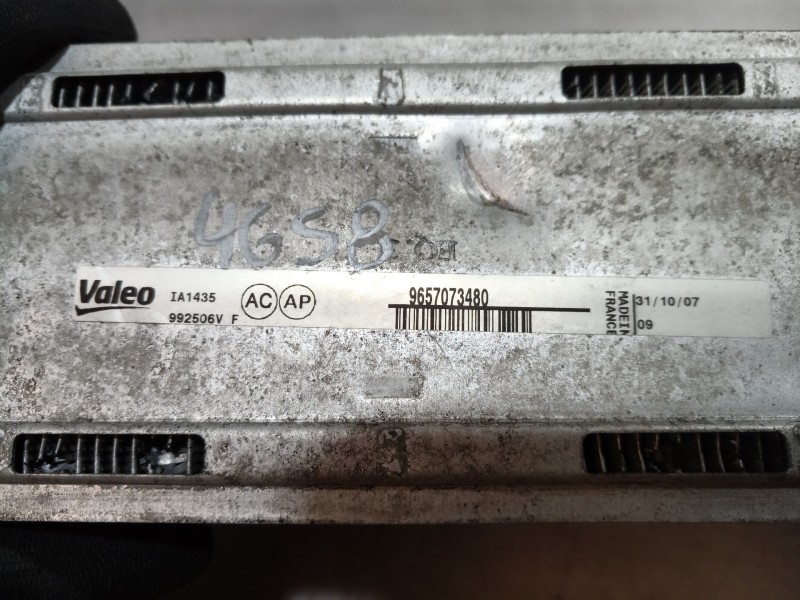 4658
Valeo IA1435 AC AP 9657073480 MADE IN FRANCE 31/10/07
992506V F 09